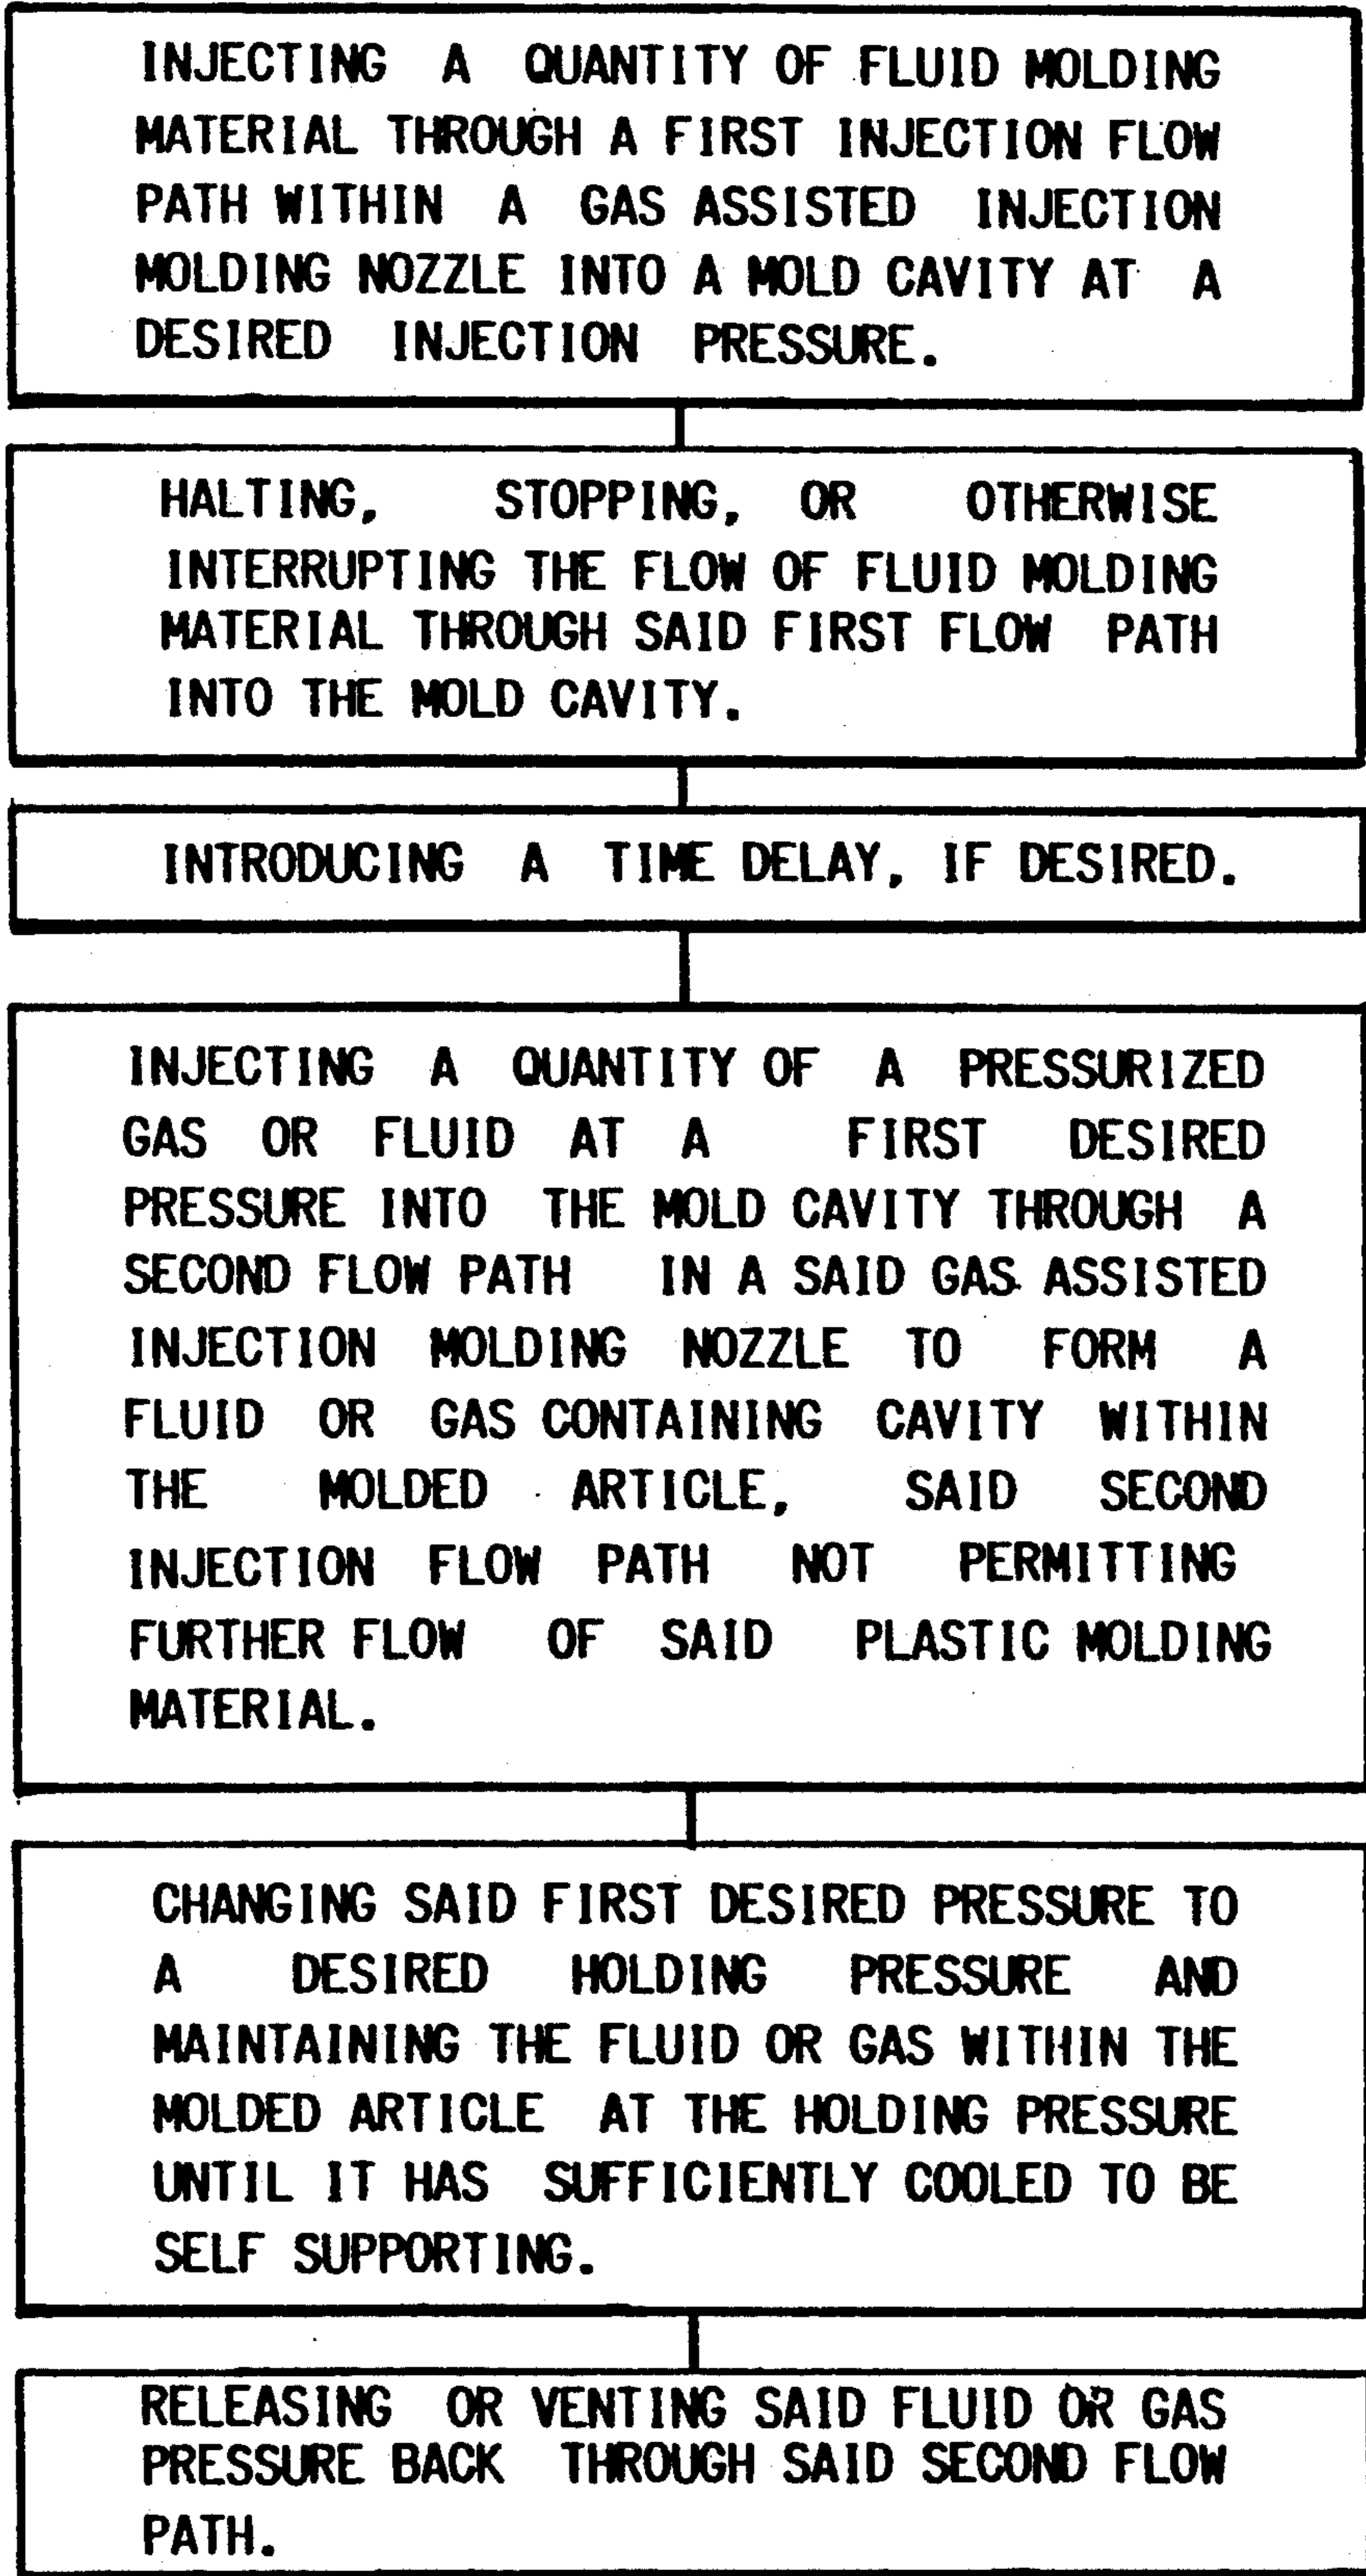 INJECTING A QUANTITY OF FLUID MOLDING
MATERIAL THROUGH A FIRST INJECTION FLOW
PATH WITHIN A GAS ASSISTED INJECTION
MOLDING NOZZLE INTO A MOLD CAVITY AT A
DESIRED INJECTION PRESSURE.
HALTING, STOPPING, OR OTHERWISE
INTERRUPTING THE FLOW OF FLUID MOLDING
MATERIAL THROUGH SAID FIRST FLOW PATH
INTO THE MOLD CAVITY.
INTRODUCING A TIME DELAY, IF DESIRED.
INJECTING A QUANTITY OF A PRESSURIZED
GAS OR FLUID AT A FIRST DESIRED
PRESSURE INTO THE MOLD CAVITY THROUGH A
SECOND FLOW PATH IN A SAID GAS ASSISTED
INJECTION MOLDING NOZZLE TO FORM A
FLUID OR GAS CONTAINING CAVITY WITHIN
THE MOLDED ARTICLE, SAID SECOND
INJECTION FLOW PATH NOT PERMITTING
FURTHER FLOW OF SAID PLASTIC MOLDING
MATERIAL.
CHANGING SAID FIRST DESIRED PRESSURE TO
A DESIRED HOLDING PRESSURE AND
MAINTAINING THE FLUID OR GAS WITHIN THE
MOLDED ARTICLE AT THE HOLDING PRESSURE
UNTIL IT HAS SUFFICIENTLY COOLED TO BE
SELF SUPPORTING.
RELEASING OR VENTING SAID FLUID OR GAS
PRESSURE BACK THROUGH SAID SECOND FLOW
PATH.